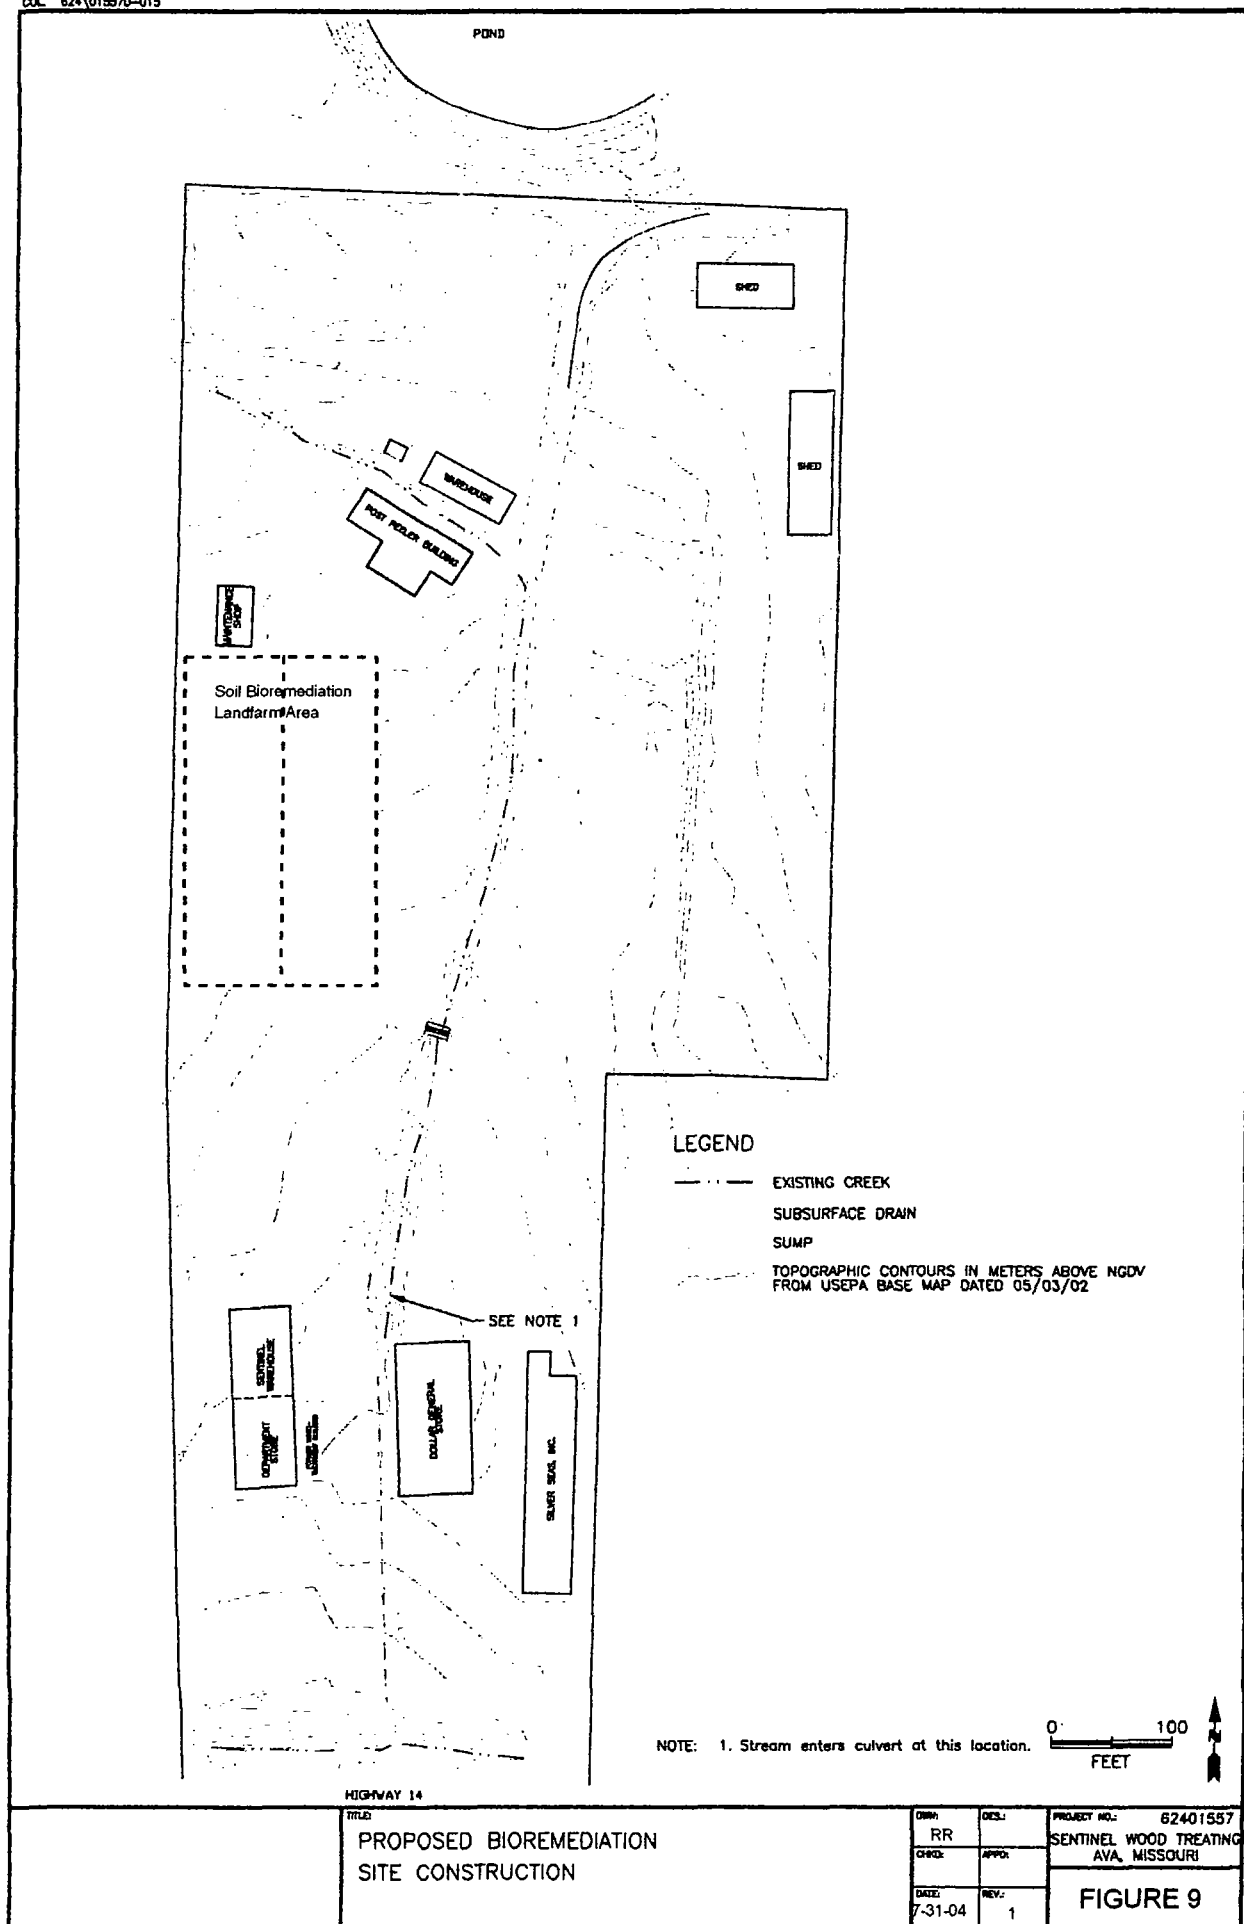 COL 624\015570-015
POND
SHED
SHED
WAREHOUSE
POST PEELER BUILDING
MAINTENANCE
SHOP
Soil Bioremediation
Landfarm Area
LEGEND
EXISTING CREEK
SUBSURFACE DRAIN
SUMP
TOPOGRAPHIC CONTOURS IN METERS ABOVE NGDV
FROM USEPA BASE MAP DATED 05/03/02
SEE NOTE 1
SENTINEL
WAREHOUSE
DEPARTMENT
STORE
DOLLAR GENERAL
STORE
SILVER SEAS, INC.
NOTE: 1. Stream enters culvert at this location.
0 100
FEET
N
HIGHWAY 14
TITLE:
PROPOSED BIOREMEDIATION
SITE CONSTRUCTION
DWN:
RR
DES.:
CHKD:
APPD:
DATE:
7-31-04
REV.:
1
PROJECT NO.: 62401557
SENTINEL WOOD TREATING
AVA, MISSOURI
FIGURE 9